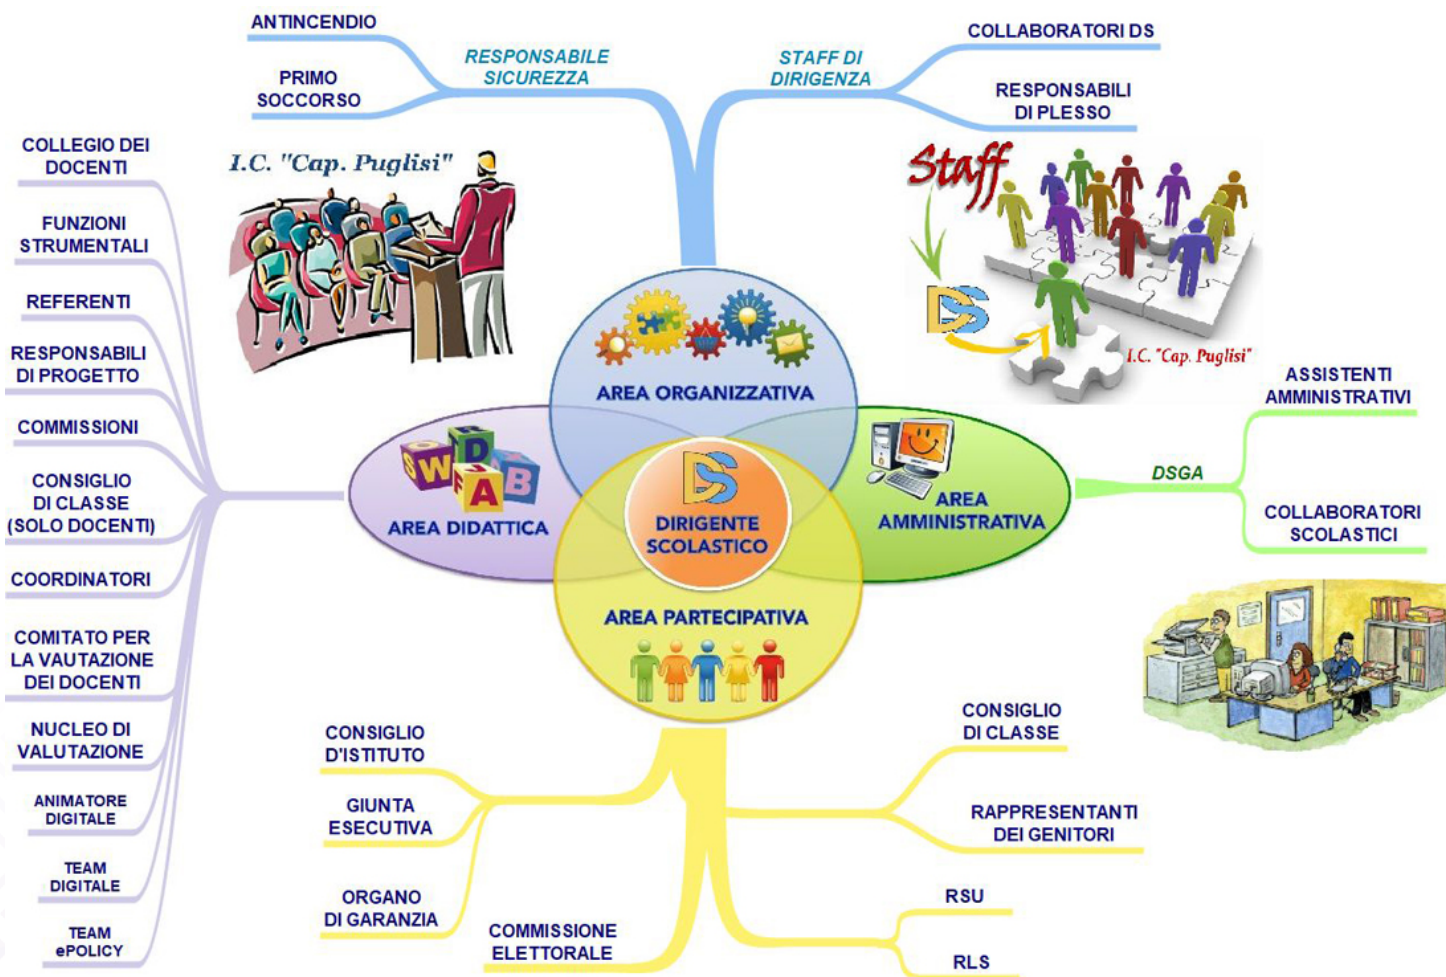 ANTINCENDIO
PRIMO
SOCCORSO
RESPONSABILE
SICUREZZA
STAFF DI
DIRIGENZA
COLLABORATORI DS
RESPONSABILI
DI PLESSO
I.C. "Cap. Puglisi"
Staff
DS
I.C. "Cap. Puglisi"
COLLEGIO DEI
DOCENTI
FUNZIONI
STRUMENTALI
REFERENTI
RESPONSABILI
DI PROGETTO
COMMISSIONI
CONSIGLIO
DI CLASSE
(SOLO DOCENTI)
COORDINATORI
COMITATO PER
LA VAUTAZIONE
DEI DOCENTI
NUCLEO DI
VALUTAZIONE
ANIMATORE
DIGITALE
TEAM
DIGITALE
TEAM
ePOLICY
AREA ORGANIZZATIVA
D
S W
F A B
AREA DIDATTICA
DS
DIRIGENTE
SCOLASTICO
AREA
AMMINISTRATIVA
AREA PARTECIPATIVA
DSGA
ASSISTENTI
AMMINISTRATIVI
COLLABORATORI
SCOLASTICI
CONSIGLIO
D'ISTITUTO
GIUNTA
ESECUTIVA
ORGANO
DI GARANZIA
COMMISSIONE
ELETTORALE
CONSIGLIO
DI CLASSE
RAPPRESENTANTI
DEI GENITORI
RSU
RLS